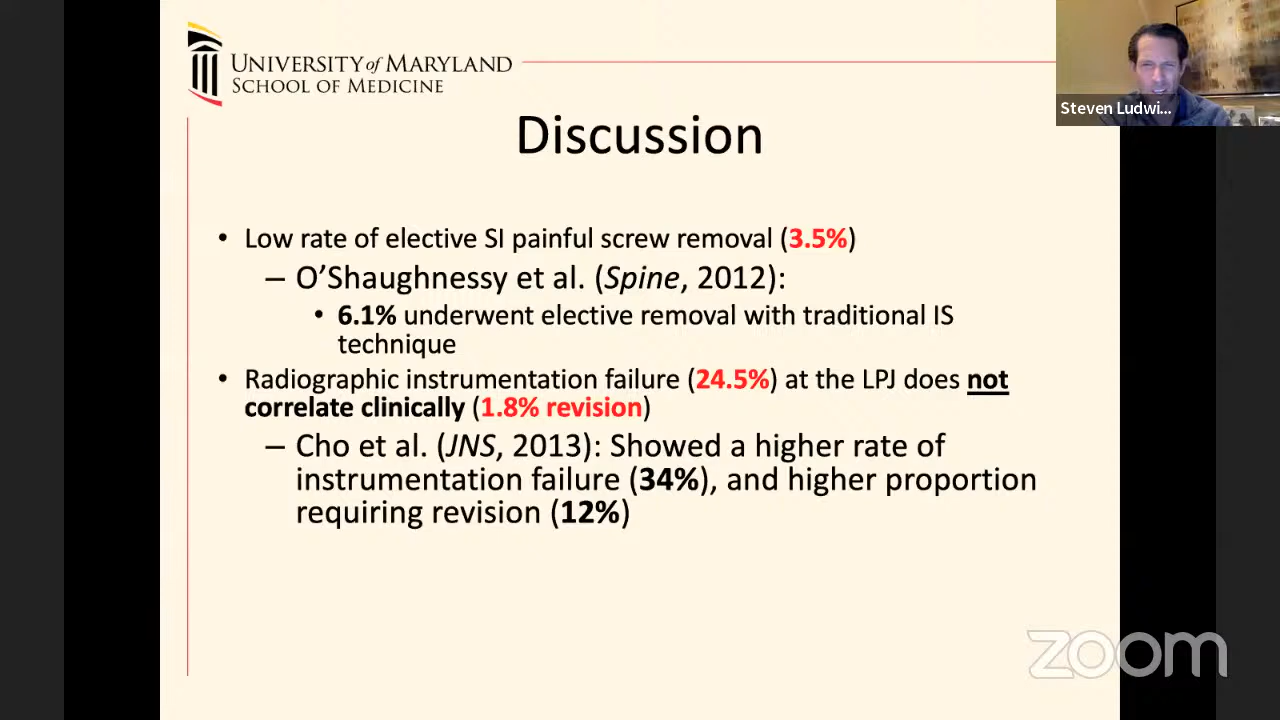 UNIVERSITY of MARYLAND
SCHOOL OF MEDICINE
Steven Ludwi...
Discussion
• Low rate of elective SI painful screw removal (3.5%)
– O’Shaughnessy et al. (Spine, 2012):
• 6.1% underwent elective removal with traditional IS
technique
• Radiographic instrumentation failure (24.5%) at the LPJ does not
correlate clinically (1.8% revision)
– Cho et al. (JNS, 2013): Showed a higher rate of
instrumentation failure (34%), and higher proportion
requiring revision (12%)
zoom